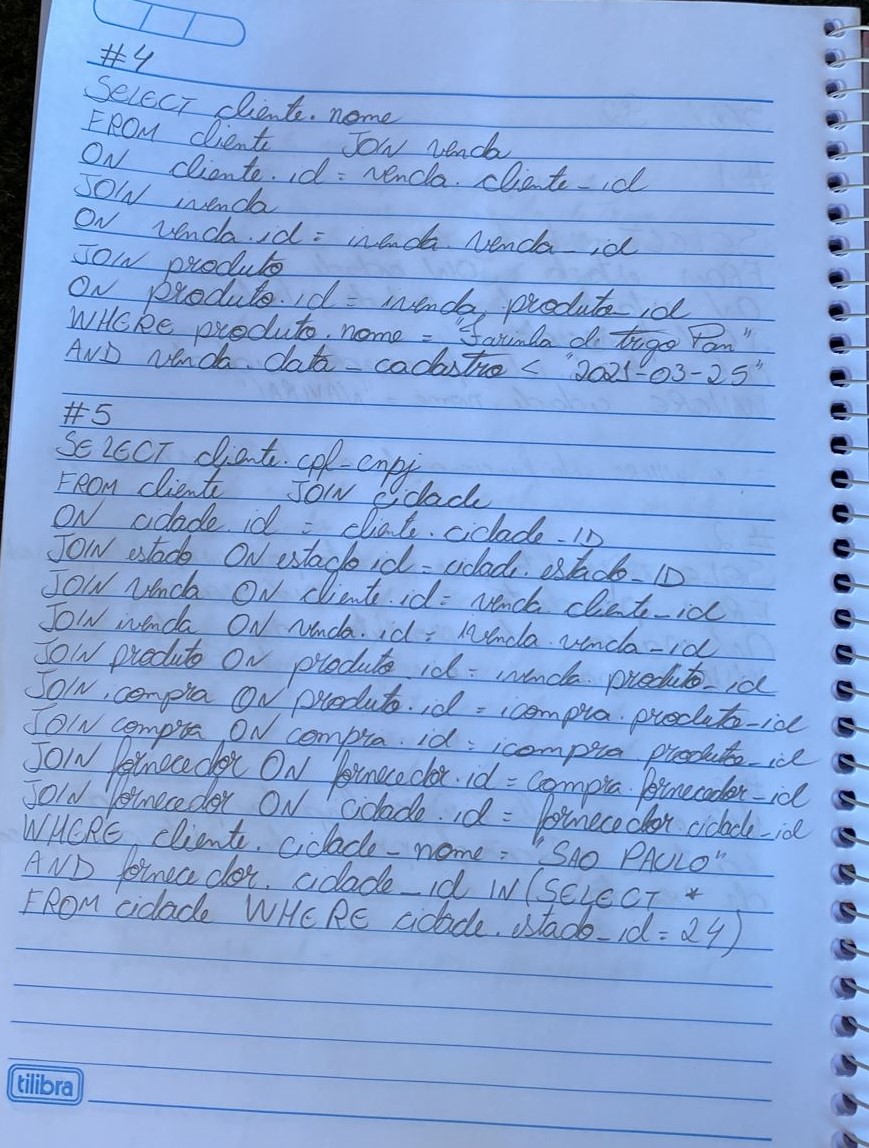 #4
SELECT cliente.nome
FROM cliente JOIN venda
ON cliente.id = venda.cliente_id
JOIN ivenda
ON venda.id = ivenda.venda_id
JOIN produto
ON produto.id = ivenda.produto_id
WHERE produto.nome = "Farinha d. trigo Pan"
AND venda.data_cadastro < "2021-03-25"
#5
SELECT cliente.cpf_cnpj
FROM cliente JOIN cidade
ON cidade.id = cliente.cidade_ID
JOIN estado ON estado.id = cidade.estado_ID
JOIN venda ON cliente.id = venda.cliente_id
JOIN ivenda ON venda.id = ivenda.venda_id
JOIN produto ON produto.id = ivenda.produto_id
JOIN icompra ON produto.id = icompra.produto_id
JOIN compra ON compra.id = icompra.produto_id
JOIN fornecedor ON fornecedor.id = compra.fornecedor_id
JOIN fornecedor ON cidade.id = fornecedor.cidade_id
WHERE cliente.cidade_nome = "SAO PAULO"
AND fornecedor.cidade_id IN (SELECT *
FROM cidade WHERE cidade.estado_id = 24)
tilibra